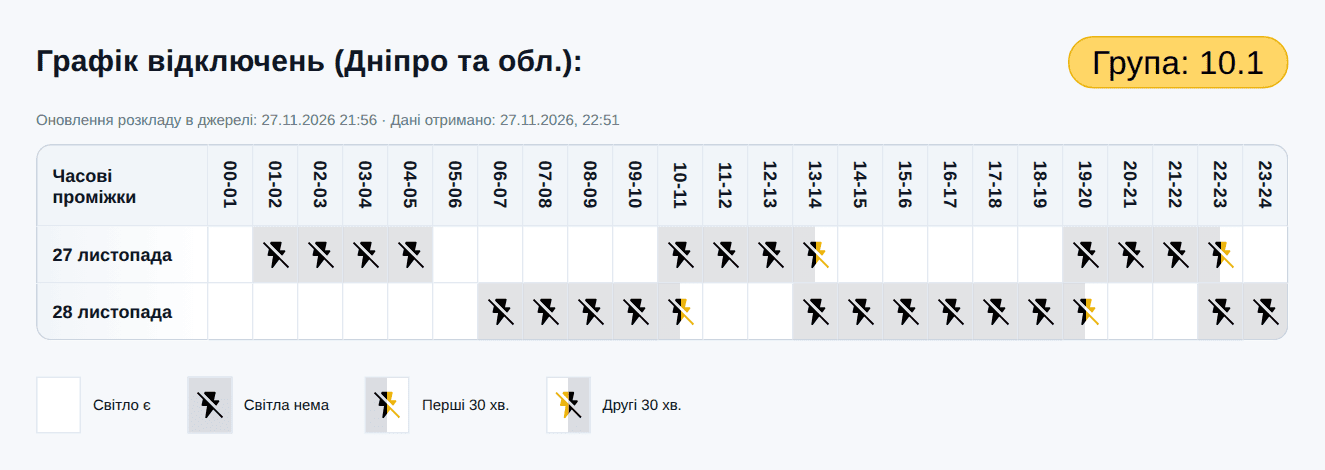 Графік відключень (Дніпро та обл.):
Група: 10.1
Оновлення розкладу в джерелі: 27.11.2026 21:56 · Дані отримано: 27.11.2026, 22:51
Часові
проміжки
00-01
01-02
02-03
03-04
04-05
05-06
06-07
07-08
08-09
09-10
10-11
11-12
12-13
13-14
14-15
15-16
16-17
17-18
18-19
19-20
20-21
21-22
22-23
23-24
27 листопада
28 листопада
Світло є
Світла нема
Перші 30 хв.
Другі 30 хв.